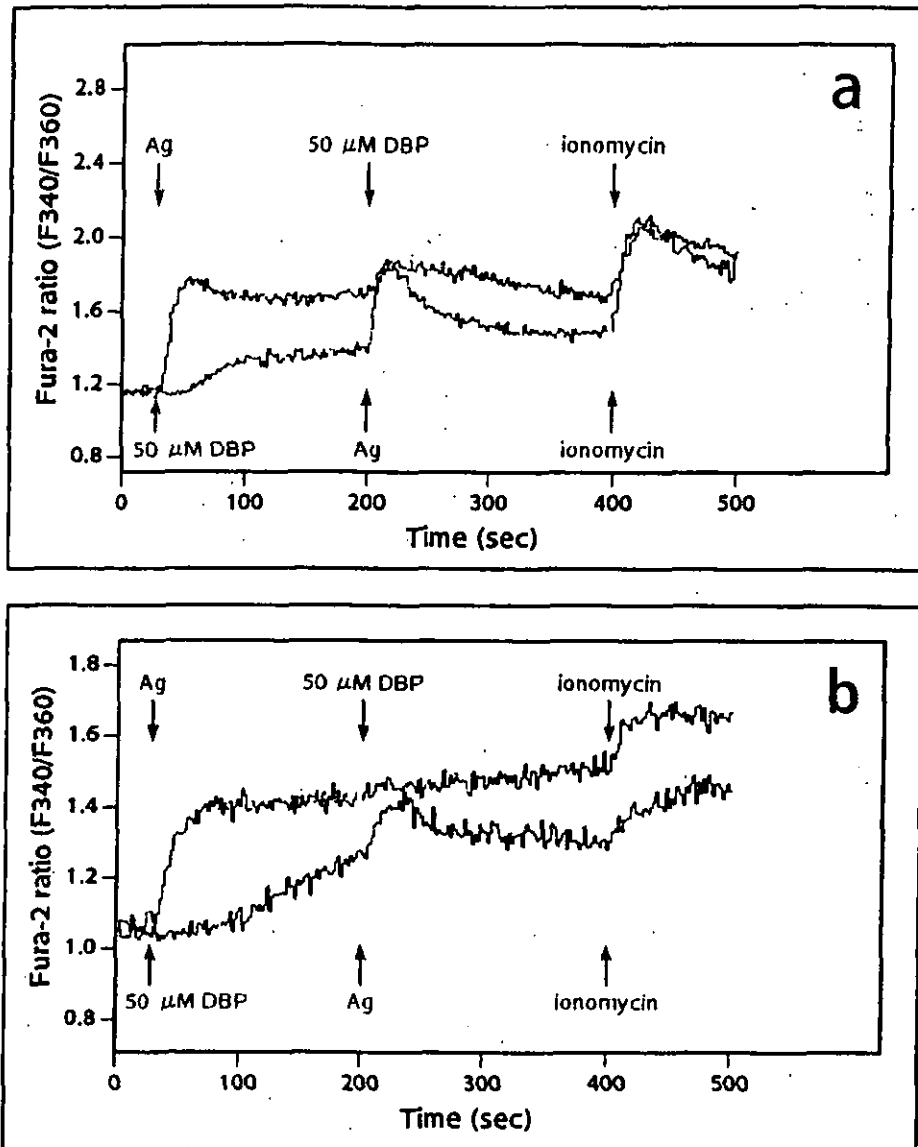 a
2.8
2.4
2.0
1.6
1.2
0.8
Fura-2 ratio (F340/F360)
Ag
50 µM DBP
ionomycin
50 µM DBP
Ag
ionomycin
0
100
200
300
400
500
Time (sec)
b
1.8
1.6
1.4
1.2
1.0
0.8
Fura-2 ratio (F340/F360)
Ag
50 µM DBP
ionomycin
50 µM DBP
Ag
ionomycin
0
100
200
300
400
500
Time (sec)